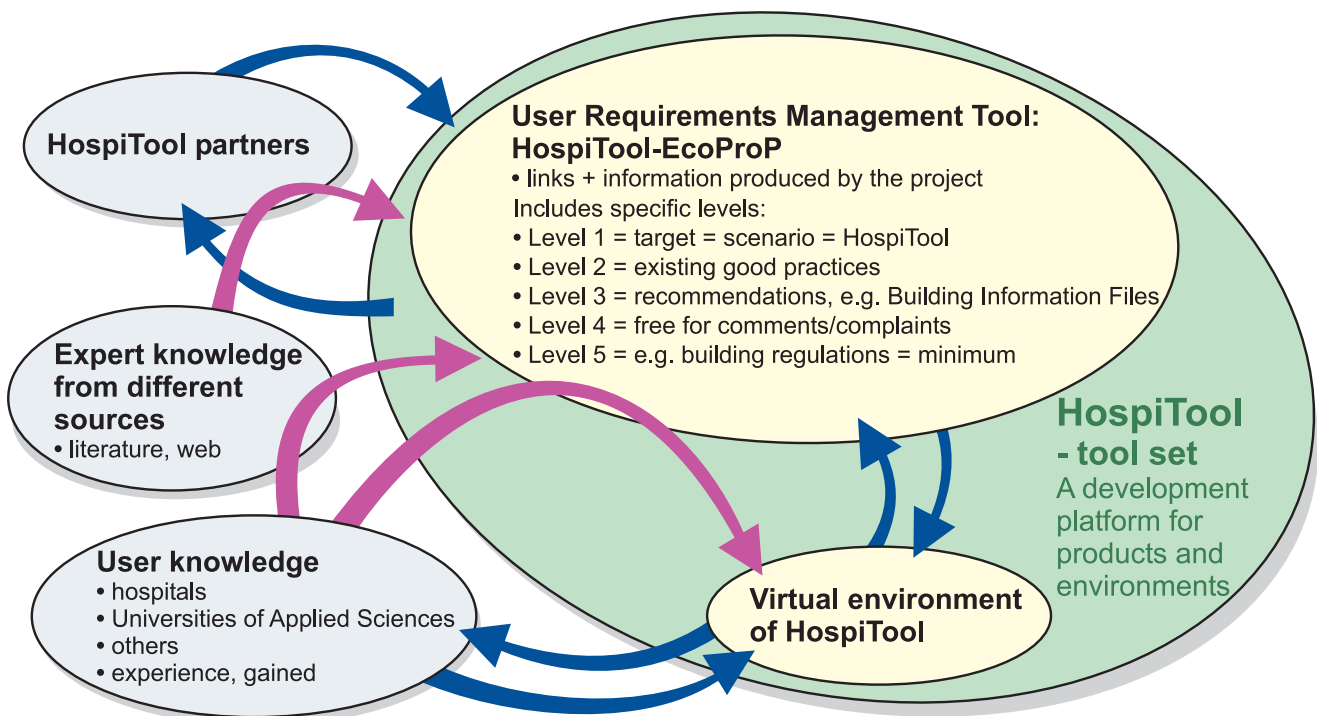 HospiTool partners
User Requirements Management Tool:
HospiTool-EcoProP
• links + information produced by the project
Includes specific levels:
• Level 1 = target = scenario = HospiTool
• Level 2 = existing good practices
• Level 3 = recommendations, e.g. Building Information Files
• Level 4 = free for comments/complaints
• Level 5 = e.g. building regulations = minimum
Expert knowledge
from different
sources
• literature, web
HospiTool
- tool set
A development
platform for
products and
environments
User knowledge
• hospitals
• Universities of Applied Sciences
• others
• experience, gained
Virtual environment
of HospiTool